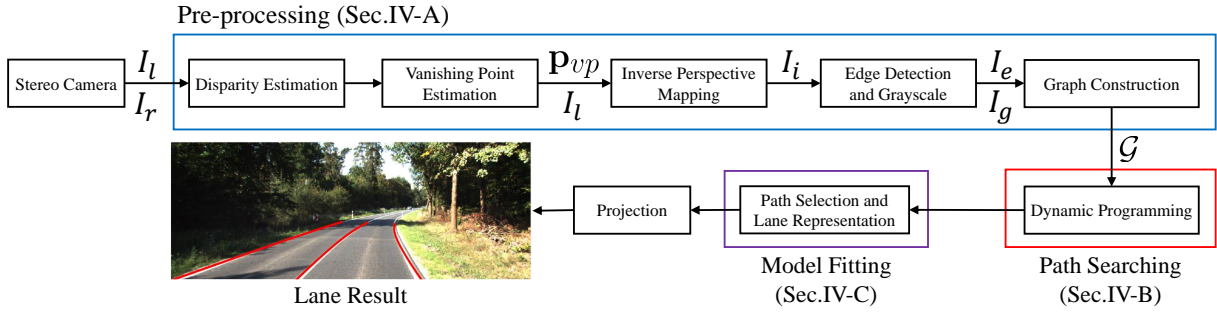 Pre-processing (Sec.IV-A)
Stereo Camera
I_l
I_r
Disparity Estimation
Vanishing Point
Estimation
p_vp
I_l
Inverse Perspective
Mapping
I_i
Edge Detection
and Grayscale
I_e
I_g
Graph Construction
𝒢
Dynamic Programming
Path Searching
(Sec.IV-B)
Path Selection and
Lane Representation
Model Fitting
(Sec.IV-C)
Projection
Lane Result